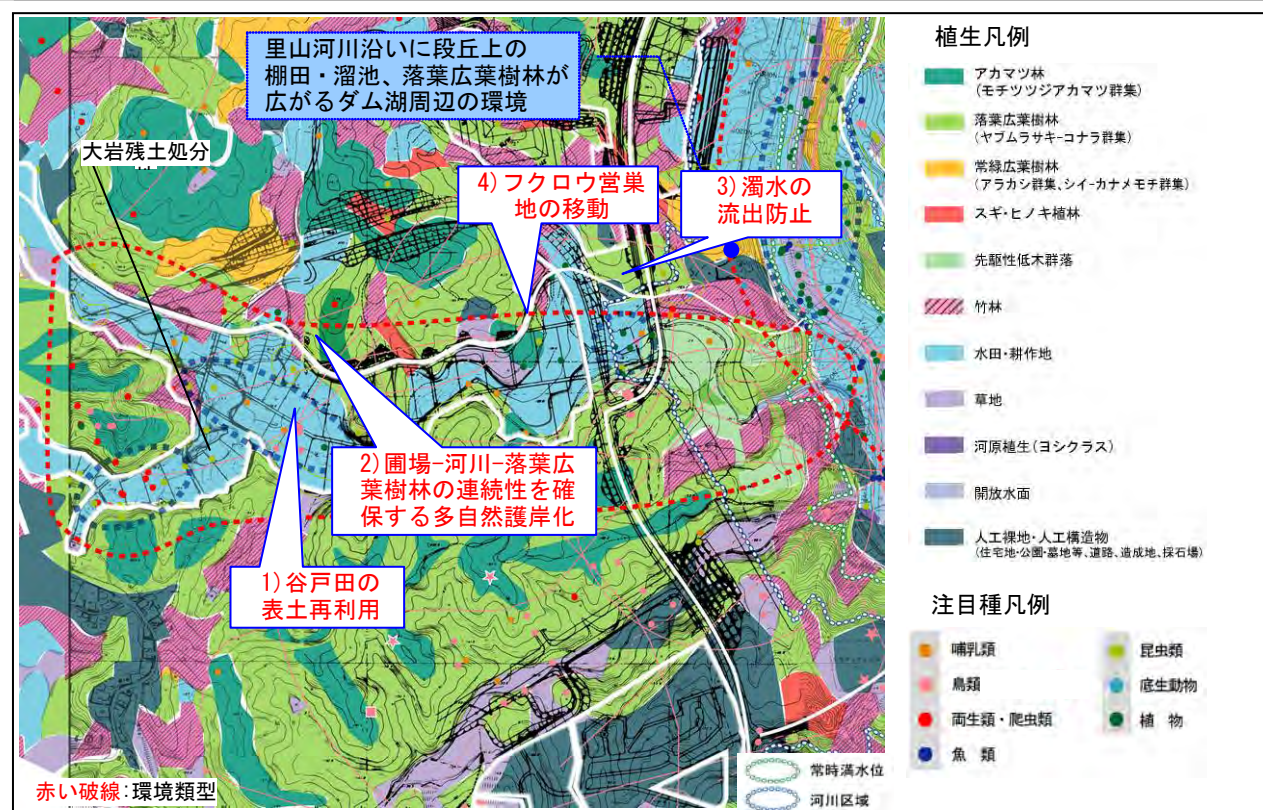 里山河川沿いに段丘上の
棚田・溜池、落葉広葉樹林が
広がるダム湖周辺の環境
大岩残土処分
4)フクロウ営巣
地の移動
3)濁水の
流出防止
2)圃場-河川-落葉広
葉樹林の連続性を確
保する多自然護岸化
1)谷戸田の
表土再利用
赤い破線:環境類型
常時満水位
河川区域
植生凡例
アカマツ林
(モチツツジアカマツ群集)
落葉広葉樹林
(ヤブムラサキ-コナラ群集)
常緑広葉樹林
(アラカシ群集、シイ-カナメモチ群集)
スギ・ヒノキ植林
先駆性低木群落
竹林
水田・耕作地
草地
河原植生(ヨシクラス)
開放水面
人工裸地・人工構造物
(住宅地・公園・墓地等、道路、造成地、採石場)
注目種凡例
哺乳類
鳥類
両生類・爬虫類
魚 類
昆虫類
底生動物
植 物